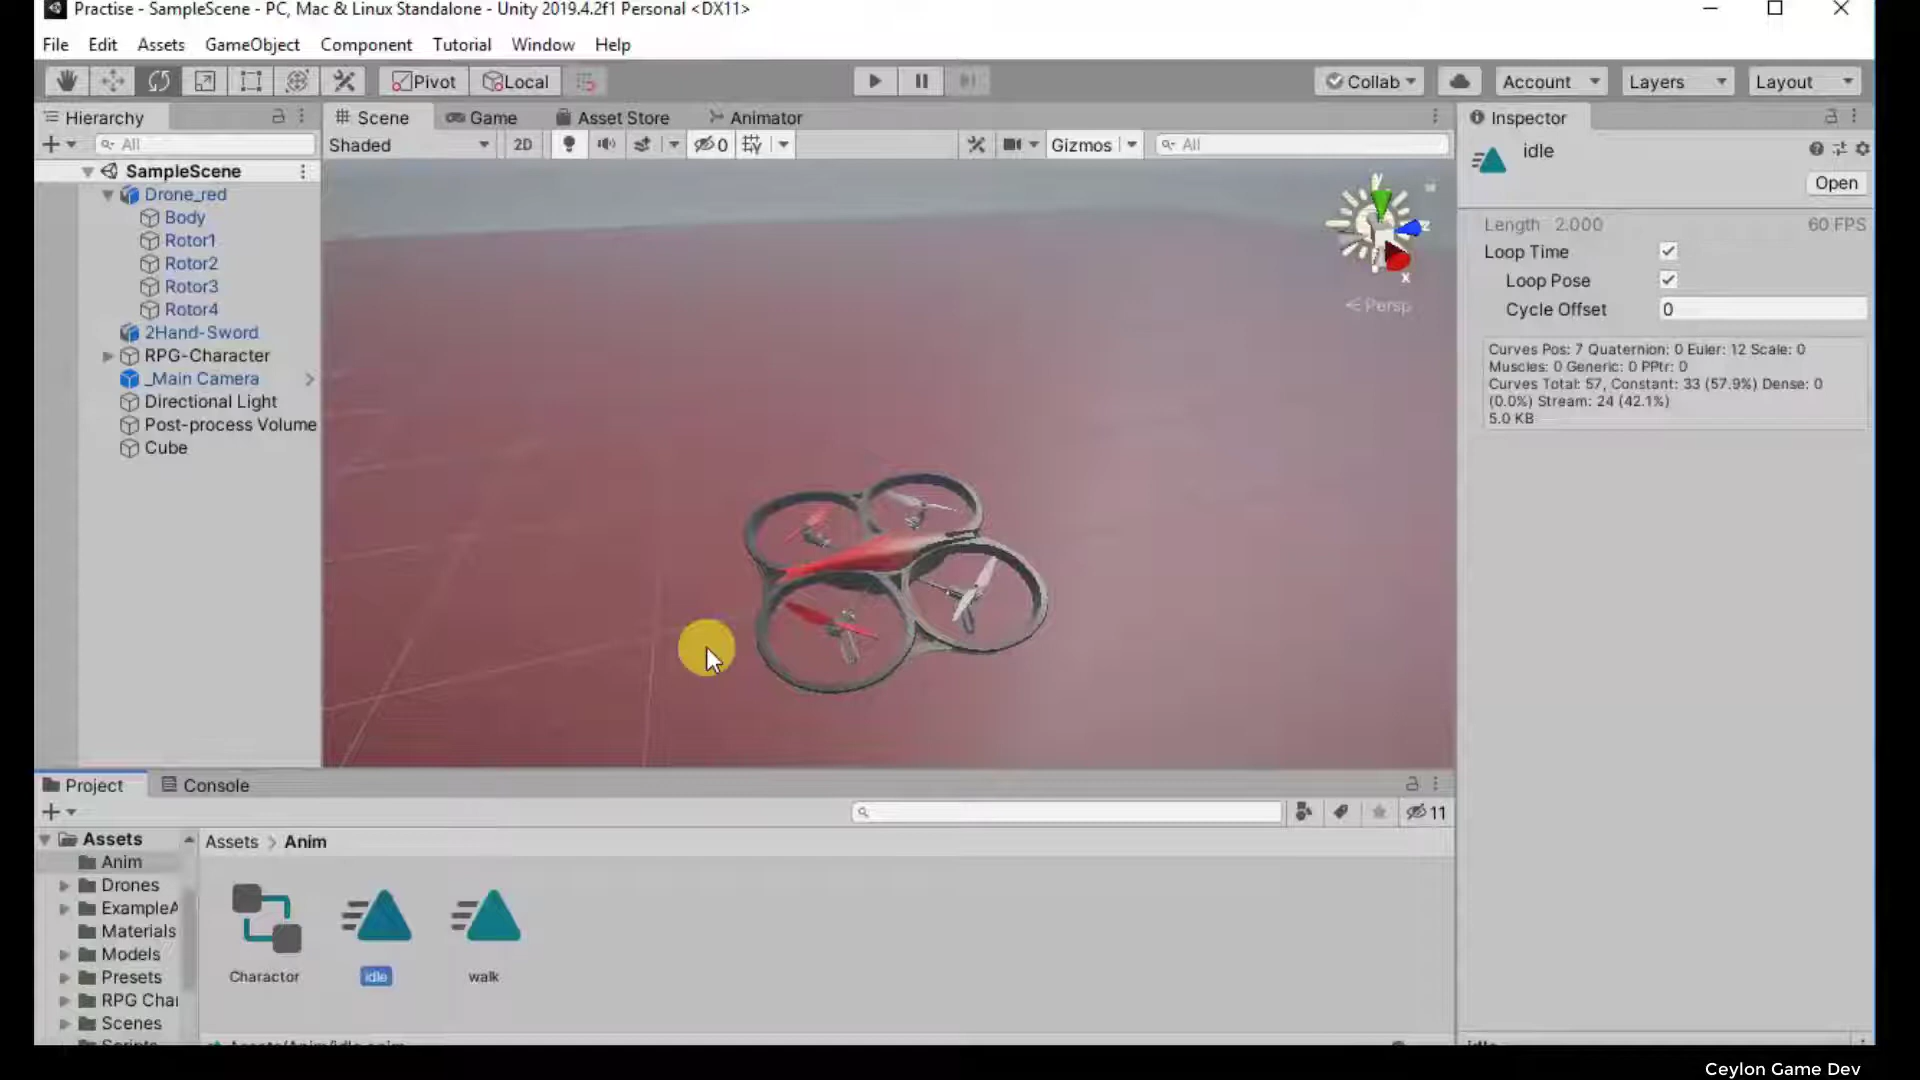 Practise - SampleScene - PC, Mac & Linux Standalone - Unity 2019.4.2f1 Personal <DX11>
File Edit Assets GameObject Component Tutorial Window Help
Pivot Local Collab Account Layers Layout
Hierarchy Scene Game Asset Store Animator Inspector
All Shaded 2D 0 Gizmos All
idle
Open
SampleScene
Drone_red
Body
Rotor1
Rotor2
Rotor3
Rotor4
2Hand-Sword
RPG-Character
_Main Camera
Directional Light
Post-process Volume
Cube
y
z
x
Persp
Length 2.000 60 FPS
Loop Time
Loop Pose
Cycle Offset 0
Curves Pos: 7 Quaternion: 0 Euler: 12 Scale: 0
Muscles: 0 Generic: 0 PPtr: 0
Curves Total: 57, Constant: 33 (57.9%) Dense: 0
(0.0%) Stream: 24 (42.1%)
5.0 KB
Project Console
11
Assets
Anim
Drones
ExampleA
Materials
Models
Presets
RPG Char
Scenes
Assets > Anim
Charactor idle walk
Ceylon Game Dev